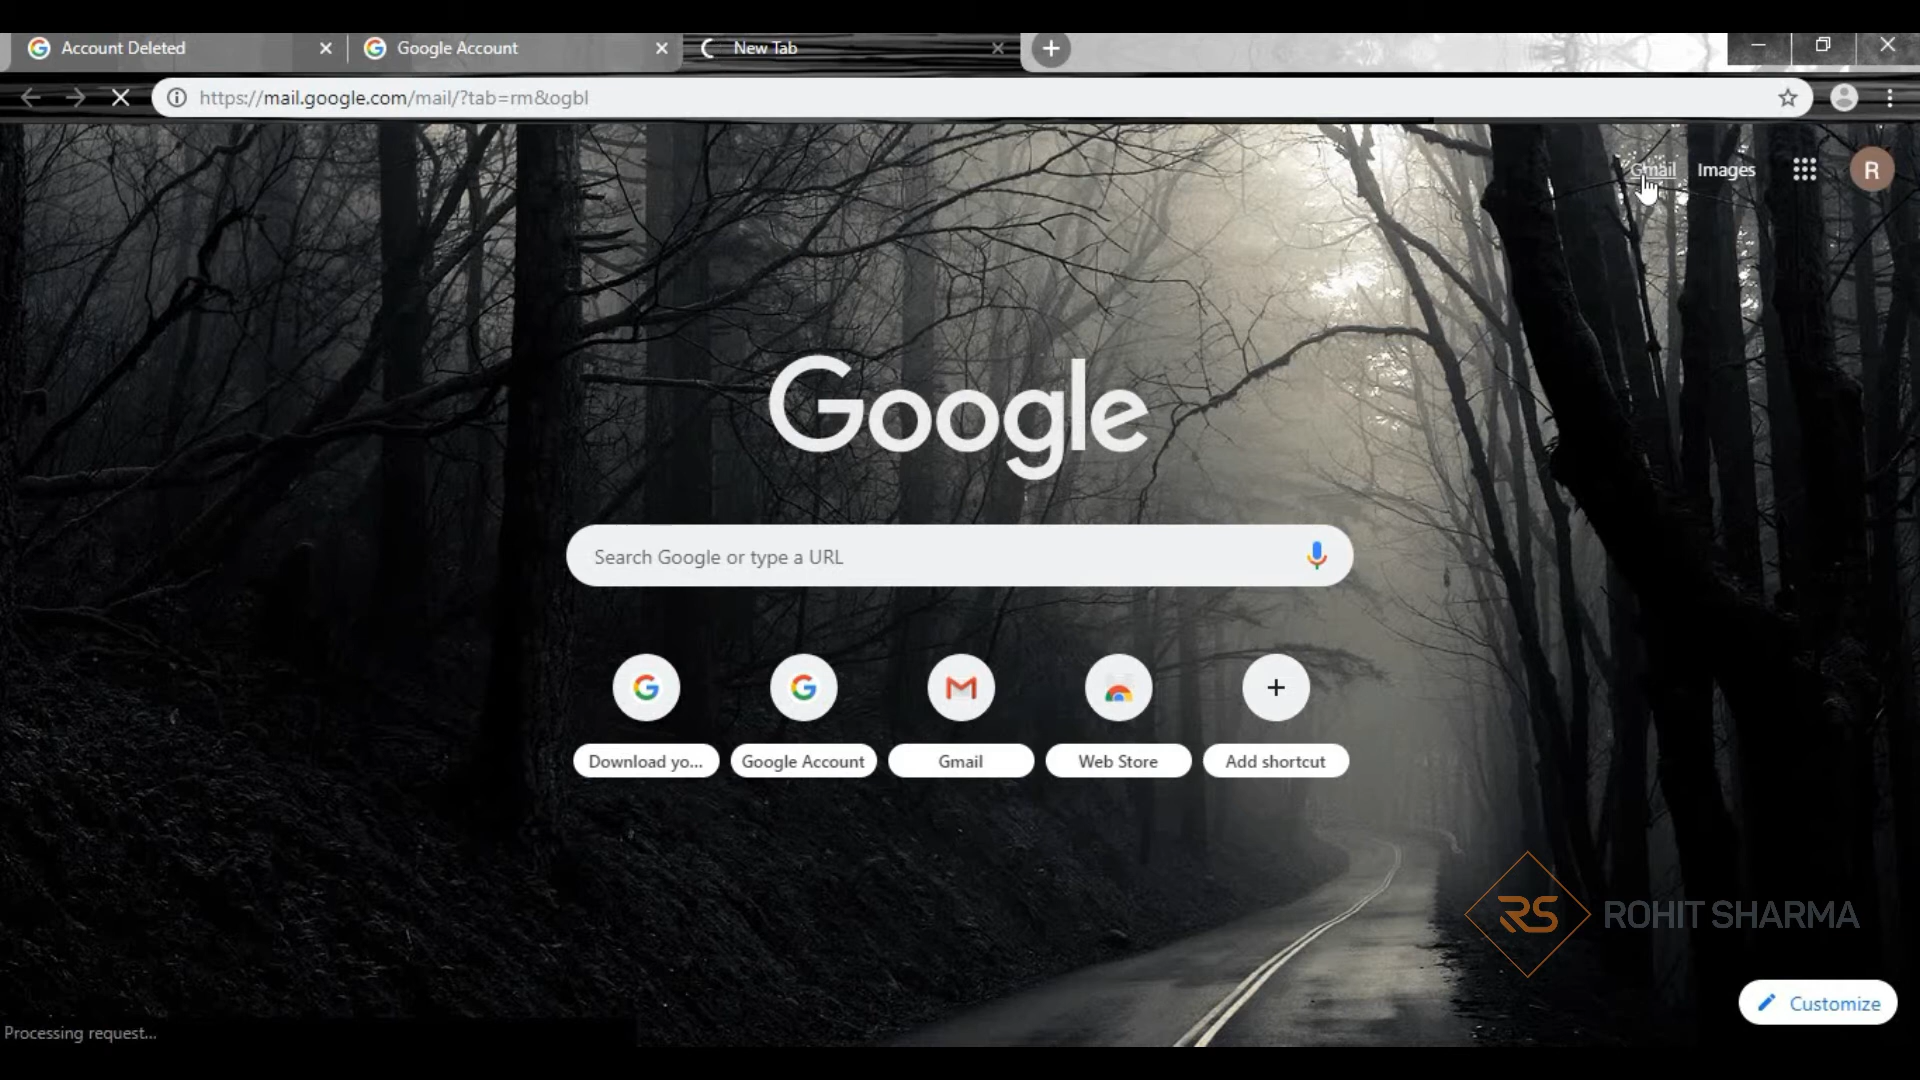 Account Deleted
Google Account
New Tab
https://mail.google.com/mail/?tab=rm&ogbl
Gmail
Images
R
Google
Search Google or type a URL
Download yo...
Google Account
Gmail
Web Store
Add shortcut
RS
ROHIT SHARMA
Customize
Processing request...